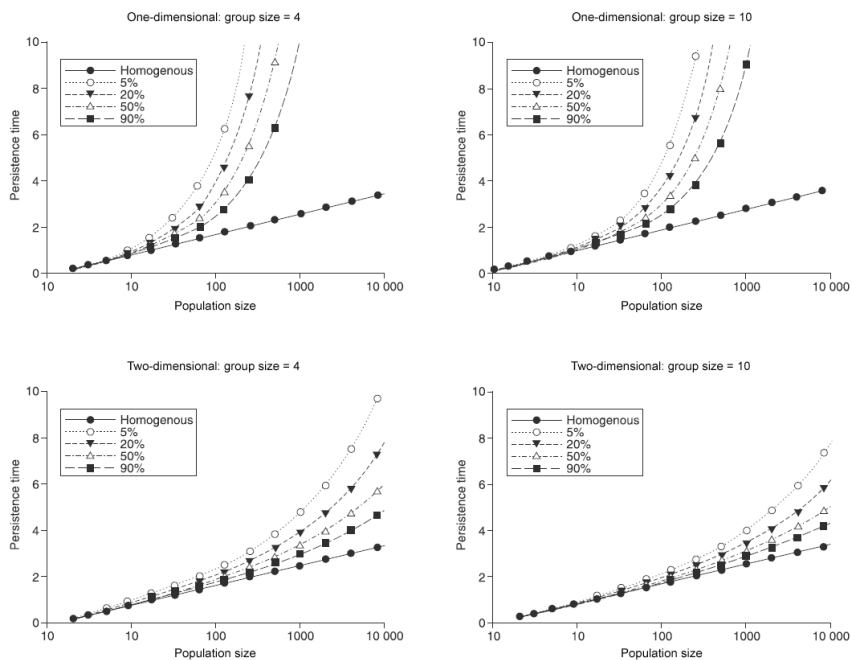 One-dimensional: group size = 4
10
8
6
4
2
0
Persistence time
Homogenous
5%
20%
50%
90%
10 10 100 1000 10 000
Population size
One-dimensional: group size = 10
10
8
6
4
2
0
Persistence time
Homogenous
5%
20%
50%
90%
10 10 100 1000 10 000
Population size
Two-dimensional: group size = 4
10
8
6
4
2
0
Persistence time
Homogenous
5%
20%
50%
90%
10 10 100 1000 10 000
Population size
Two-dimensional: group size = 10
10
8
6
4
2
0
Persistence time
Homogenous
5%
20%
50%
90%
10 10 100 1000 10 000
Population size